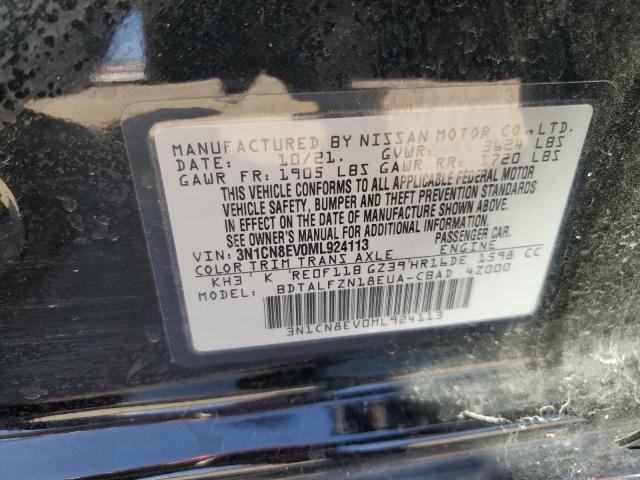 MANUFACTURED BY NISSAN MOTOR CO., LTD.
DATE: 10/21. GVWR: 3624 LBS
GAWR FR: 1905 LBS GAWR RR: 1720 LBS
THIS VEHICLE CONFORMS TO ALL APPLICABLE FEDERAL MOTOR
VEHICLE SAFETY, BUMPER AND THEFT PREVENTION STANDARDS
IN EFFECT ON THE DATE OF MANUFACTURE SHOWN ABOVE.
SEE OWNER'S MANUAL FOR ADDITIONAL INFORMATION.
VIN: 3N1CN8EV0ML924113 PASSENGER CAR.
COLOR TRIM TRANS AXLE ENGINE
KH3 K RE0F11B GZ39 HR16DE 1598 CC
MODEL: BDTALFZN18EUA-CBAD 42000
3N1CN8EV0ML924113